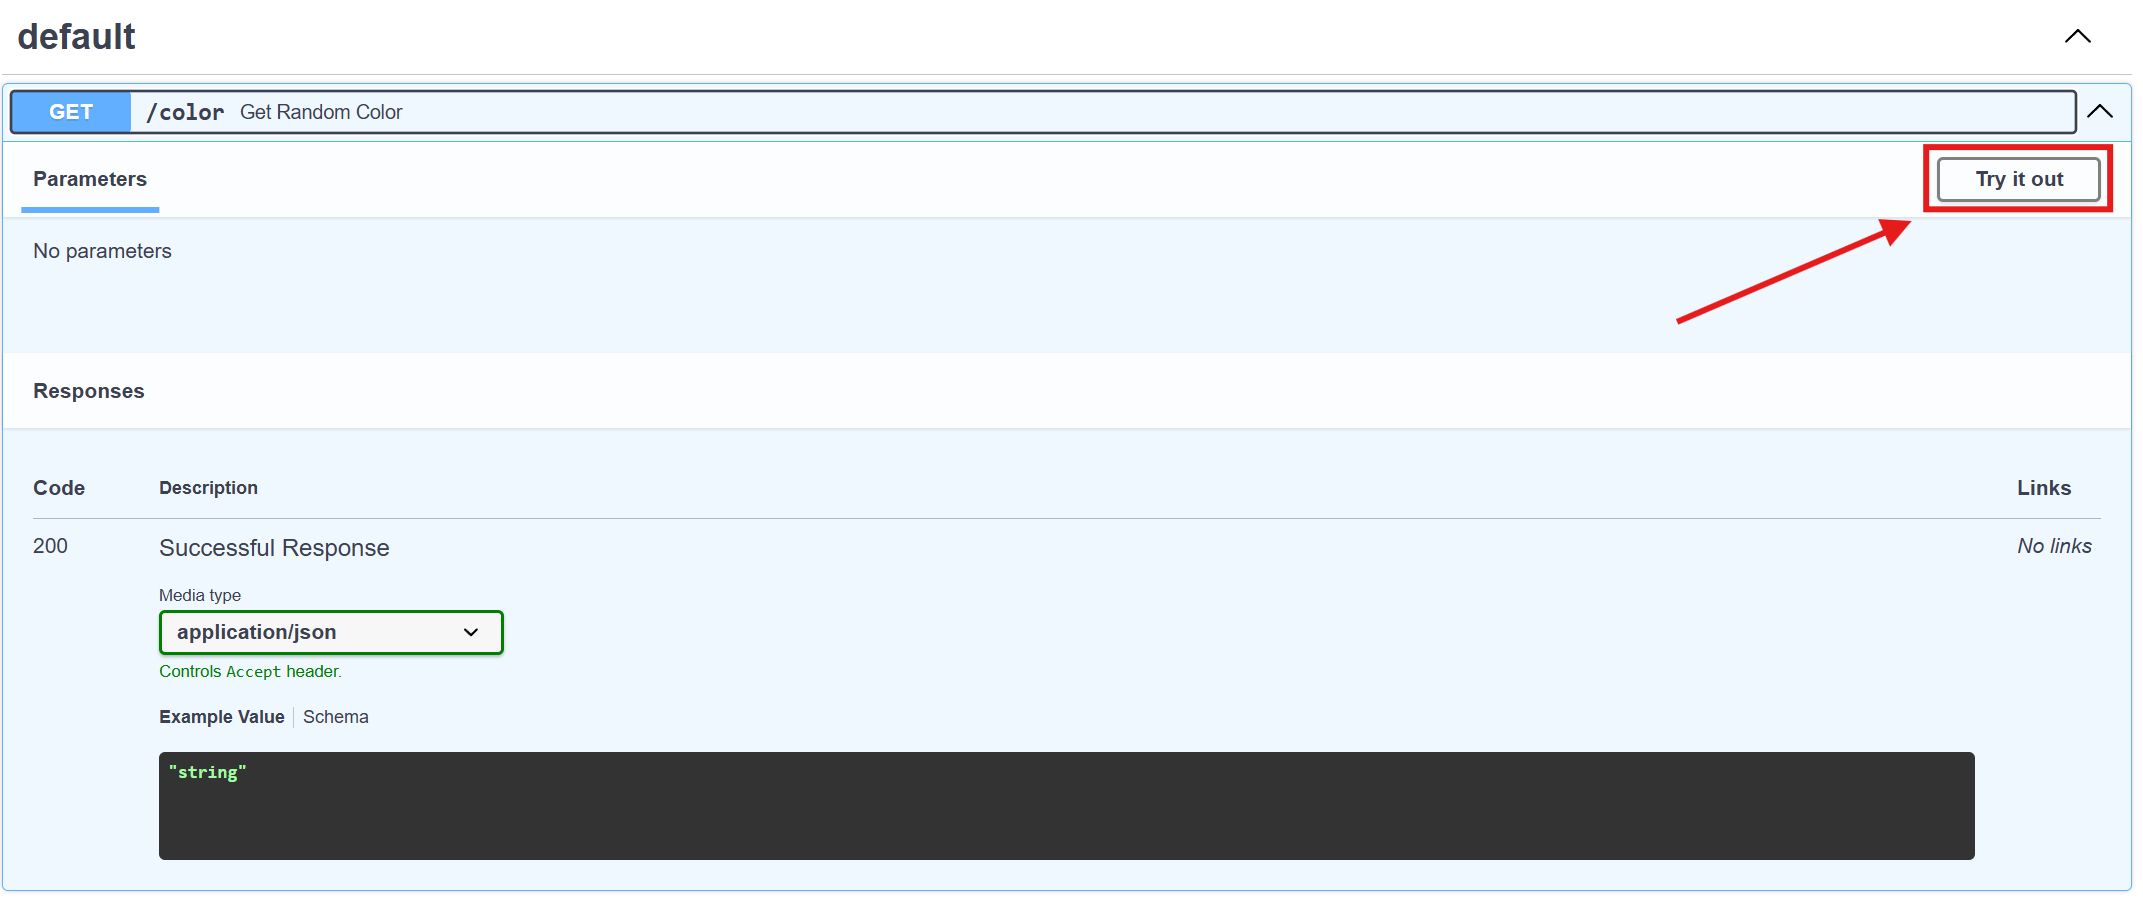 default
GET /color Get Random Color
Parameters
Try it out
No parameters
Responses
Code Description Links
200 Successful Response No links
Media type
application/json
Controls Accept header.
Example Value Schema
"string"